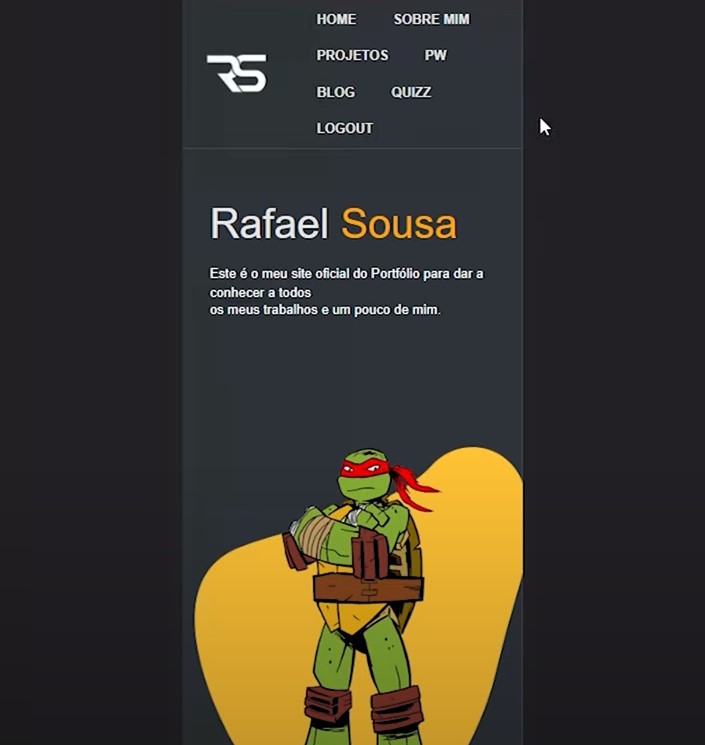 HOME SOBRE MIM
RS
PROJETOS PW
BLOG QUIZZ
LOGOUT
Rafael Sousa
Este é o meu site oficial do Portfólio para dar a
conhecer a todos
os meus trabalhos e um pouco de mim.